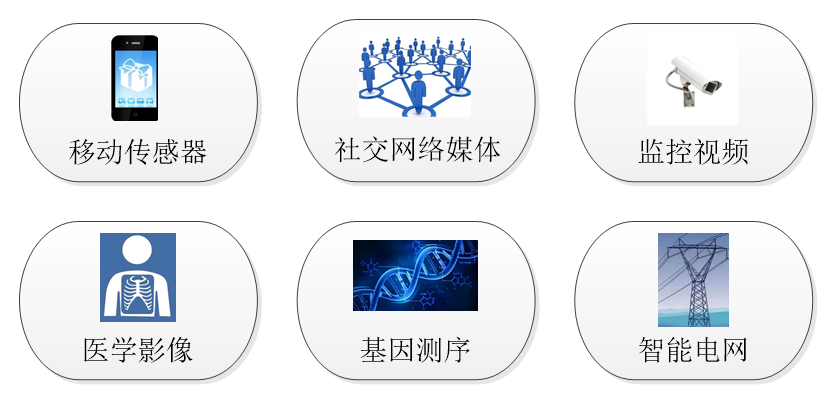 移动传感器
社交网络媒体
监控视频
医学影像
基因测序
智能电网